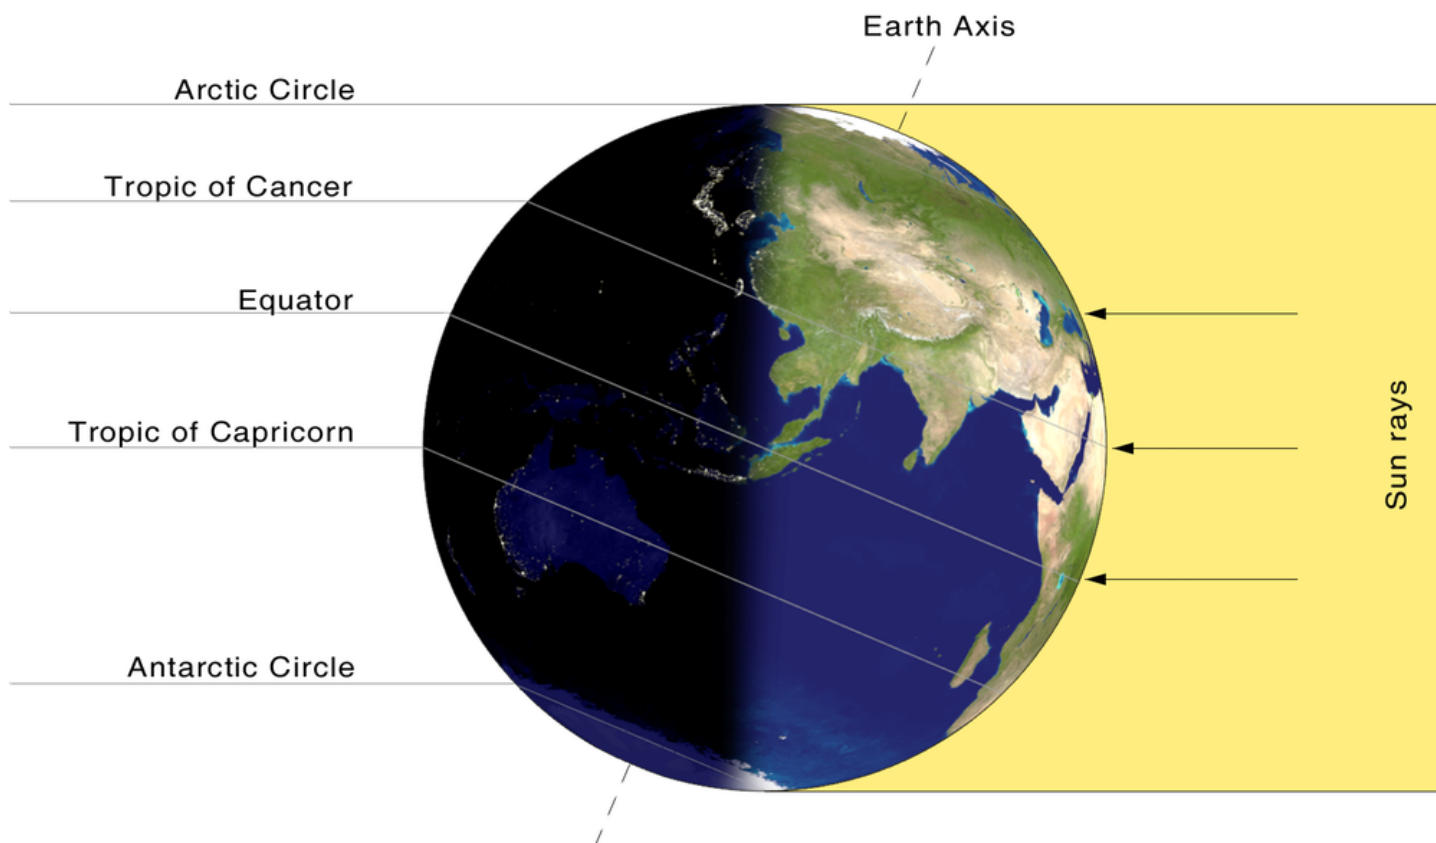 Earth Axis
Arctic Circle
Tropic of Cancer
Equator
Tropic of Capricorn
Sun rays
Antarctic Circle